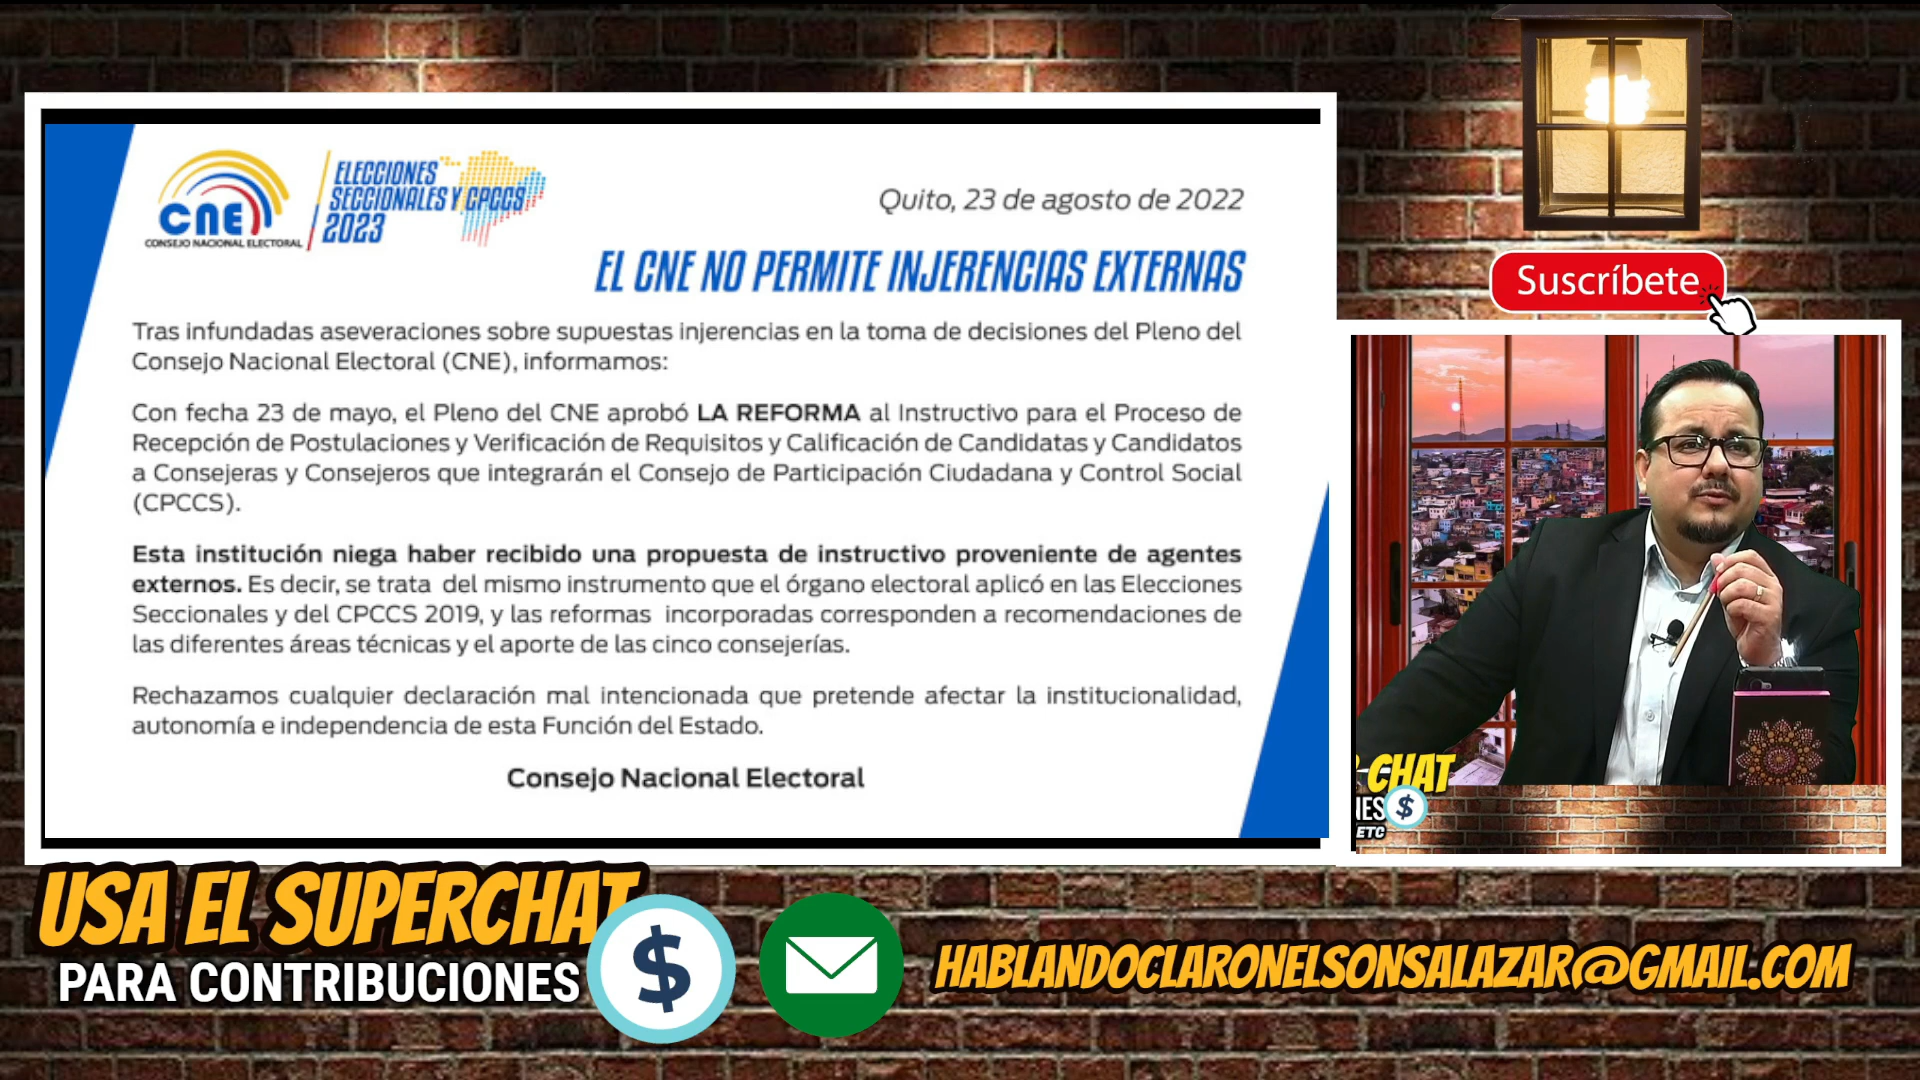 CNE
CONSEJO NACIONAL ELECTORAL
ELECCIONES
SECCIONALES Y CPCCS
2023
Quito, 23 de agosto de 2022
EL CNE NO PERMITE INJERENCIAS EXTERNAS
Tras infundadas aseveraciones sobre supuestas injerencias en la toma de decisiones del Pleno del
Consejo Nacional Electoral (CNE), informamos:
Con fecha 23 de mayo, el Pleno del CNE aprobó LA REFORMA al Instructivo para el Proceso de
Recepción de Postulaciones y Verificación de Requisitos y Calificación de Candidatas y Candidatos
a Consejeras y Consejeros que integrarán el Consejo de Participación Ciudadana y Control Social
(CPCCS).
Esta institución niega haber recibido una propuesta de instructivo proveniente de agentes
externos. Es decir, se trata del mismo instrumento que el órgano electoral aplicó en las Elecciones
Seccionales y del CPCCS 2019, y las reformas incorporadas corresponden a recomendaciones de
las diferentes áreas técnicas y el aporte de las cinco consejerías.
Rechazamos cualquier declaración mal intencionada que pretende afectar la institucionalidad,
autonomía e independencia de esta Función del Estado.
Consejo Nacional Electoral
Suscríbete
CHAT
NES $
ETC
USA EL SUPERCHAT
PARA CONTRIBUCIONES
$
HABLANDOCLARONELSONSALAZAR@GMAIL.COM